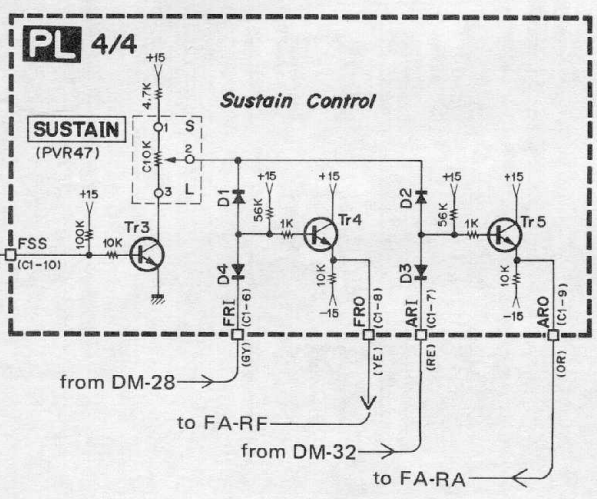 PL 4/4
+15
4.7K
Sustain Control
SUSTAIN
(PVR47)
1 S
C10K
2
3 L
+15
100K
10K
Tr3
FSS
(C1-10)
D1
+15
56K
1K
+15
Tr4
10K
-15
D4
FRI
(C1-6)
FRO
(C1-8)
D2
+15
56K
1K
+15
Tr5
10K
-15
D3
ARI
(C1-7)
ARO
(C1-9)
(GY)
(YE)
(RE)
(OR)
from DM-28
to FA-RF
from DM-32
to FA-RA